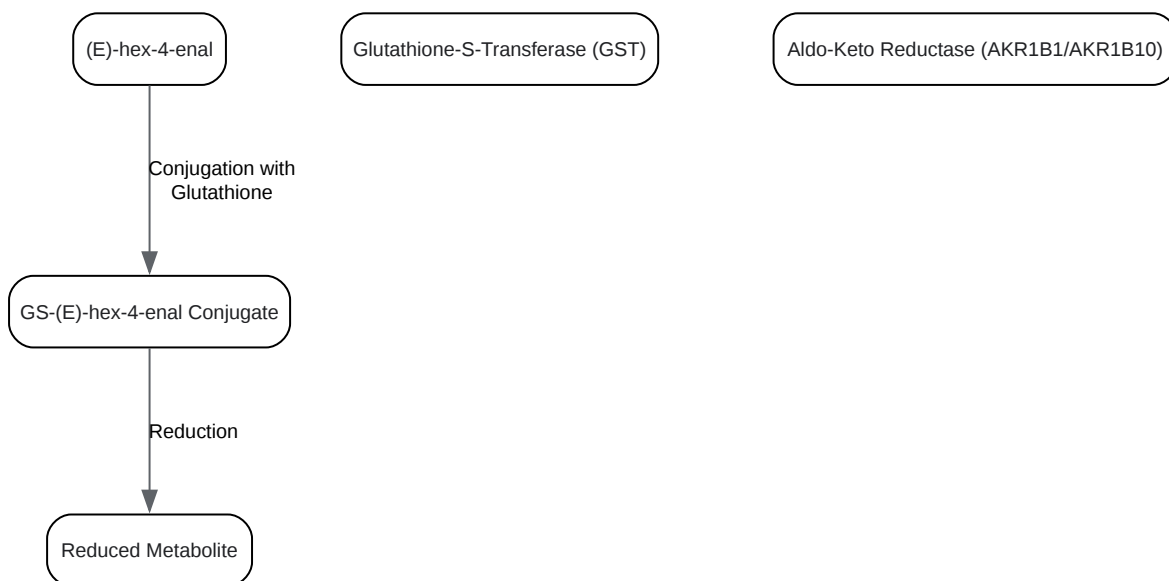 (E)-hex-4-enal
Glutathione-S-Transferase (GST)
Aldo-Keto Reductase (AKR1B1/AKR1B10)
Conjugation with
Glutathione
GS-(E)-hex-4-enal Conjugate
Reduction
Reduced Metabolite